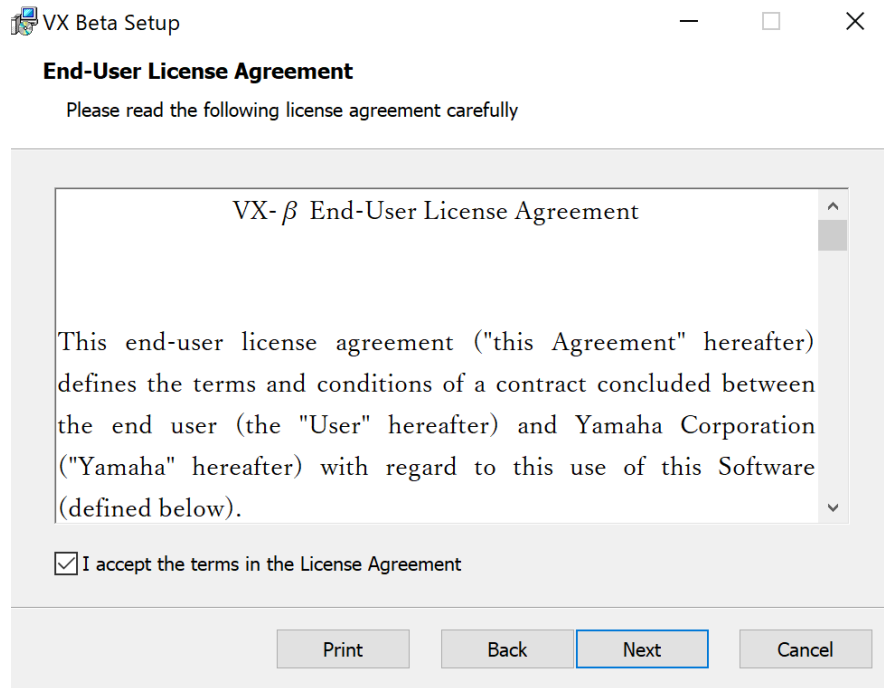 VX Beta Setup
End-User License Agreement
Please read the following license agreement carefully
VX-β End-User License Agreement
This end-user license agreement ("this Agreement" hereafter)
defines the terms and conditions of a contract concluded between
the end user (the "User" hereafter) and Yamaha Corporation
("Yamaha" hereafter) with regard to this use of this Software
(defined below).
I accept the terms in the License Agreement
Print Back Next Cancel